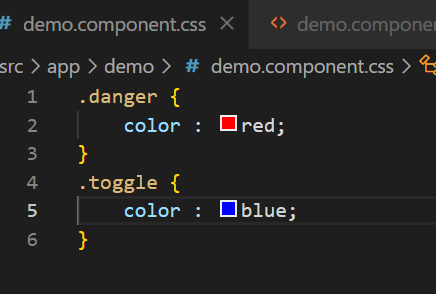 # demo.component.css × <> demo.component
src > app > demo > # demo.component.css >
1 .danger {
2 color : red;
3 }
4 .toggle {
5 color : blue;
6 }